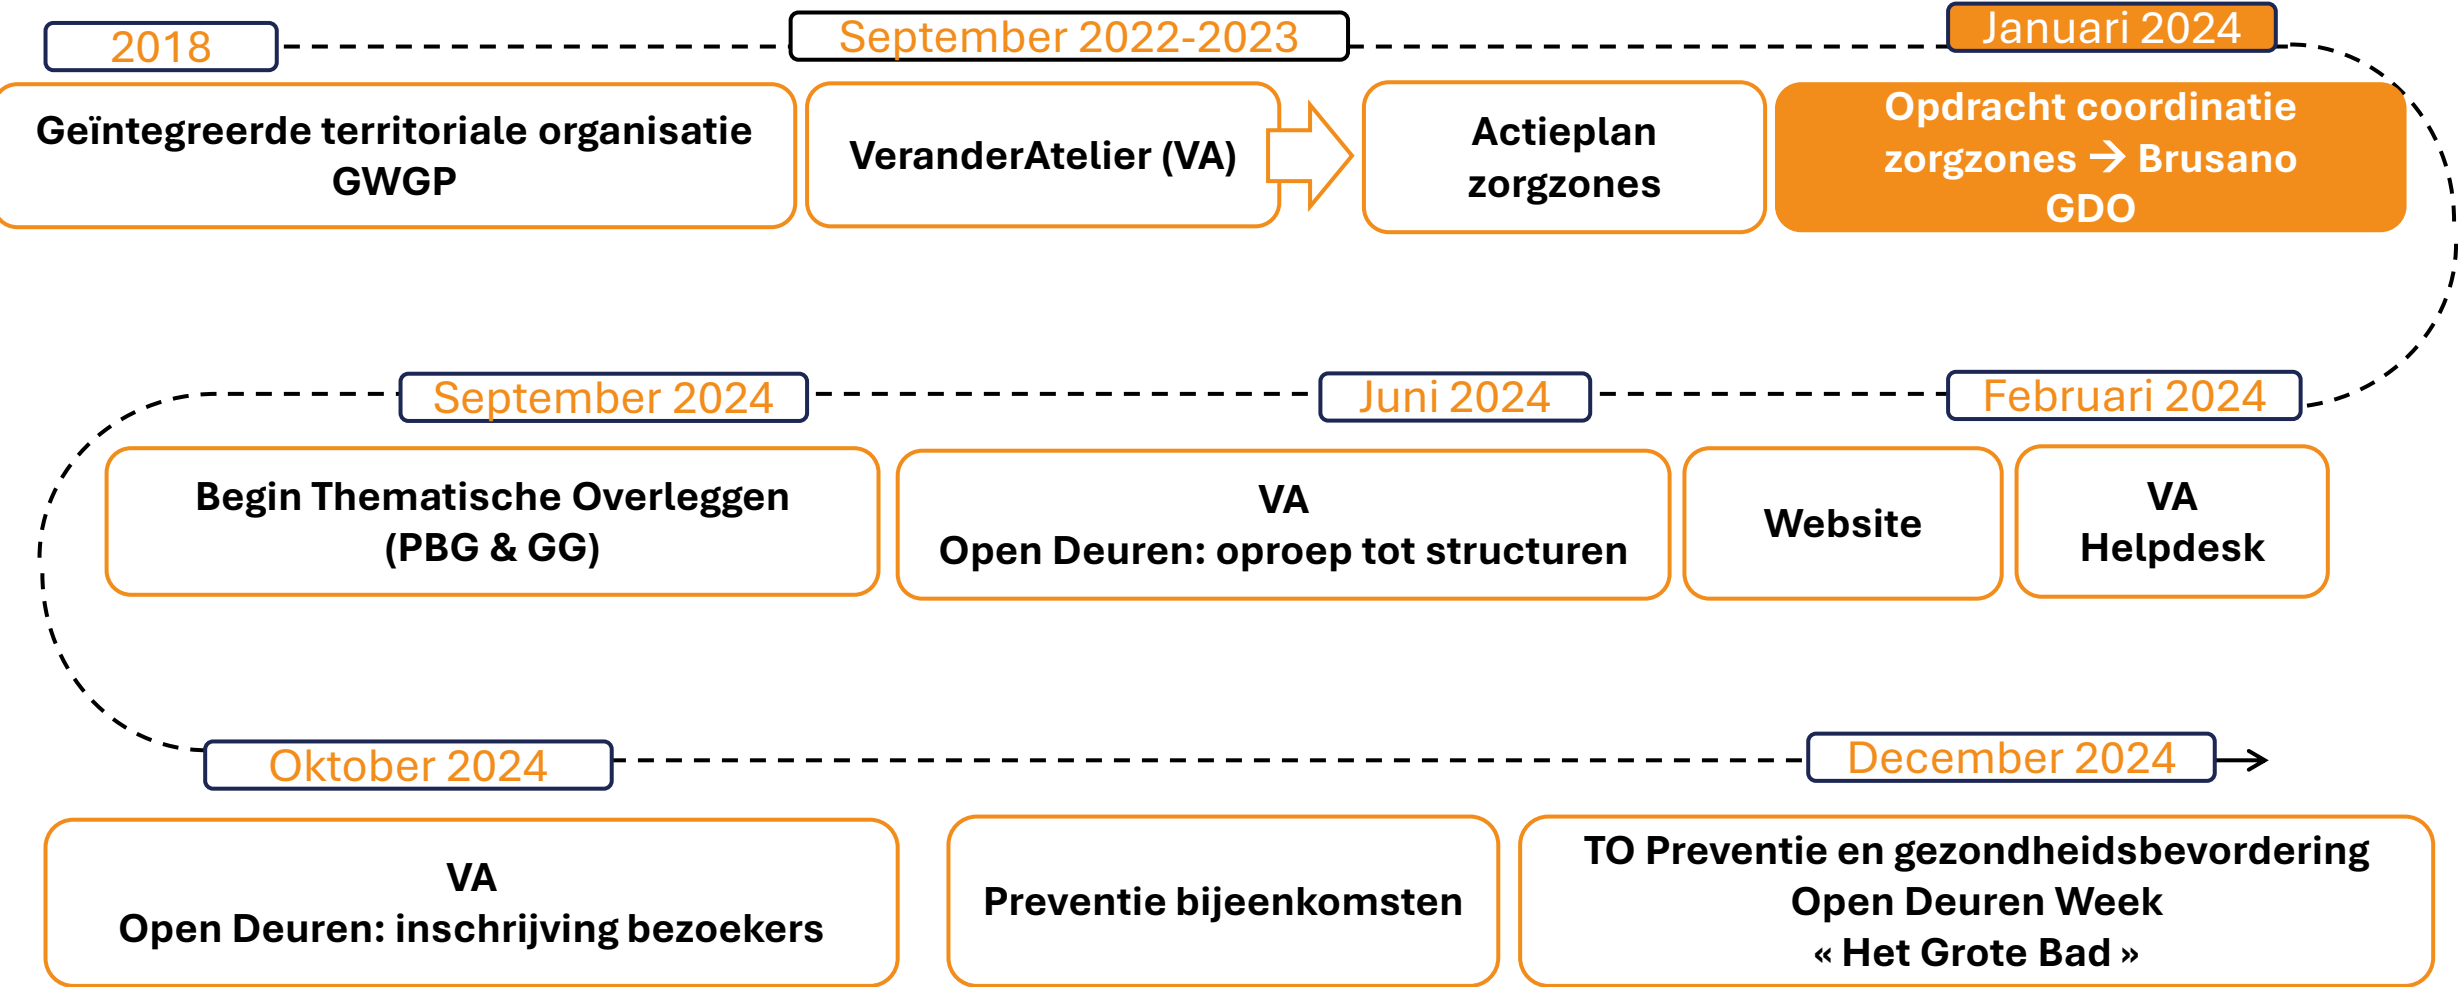 2018
September 2022-2023
Januari 2024
Geïntegreerde territoriale organisatie
GWGP
VeranderAtelier (VA)
Actieplan
zorgzones
Opdracht coordinatie
zorgzones → Brusano
GDO
September 2024
Juni 2024
Februari 2024
Begin Thematische Overleggen
(PBG & GG)
VA
Open Deuren: oproep tot structuren
Website
VA
Helpdesk
Oktober 2024
December 2024
VA
Open Deuren: inschrijving bezoekers
Preventie bijeenkomsten
TO Preventie en gezondheidsbevordering
Open Deuren Week
« Het Grote Bad »